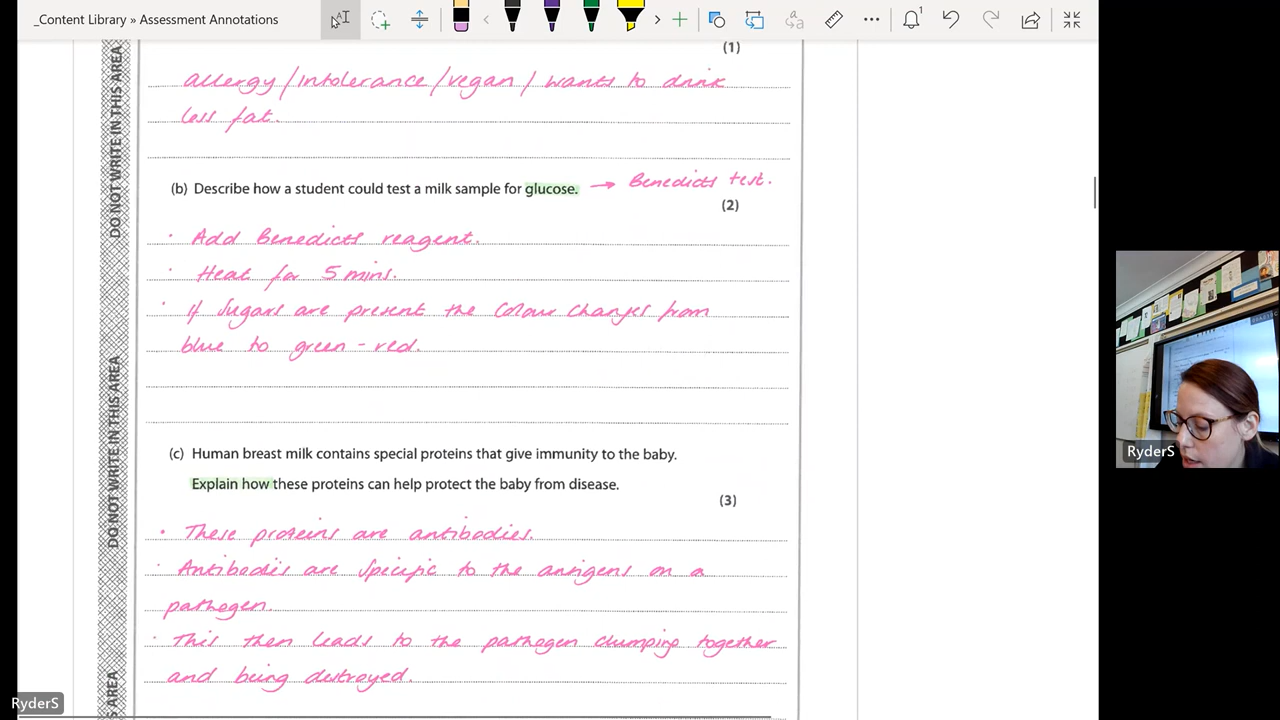 _Content Library » Assessment Annotations
1
(1)
allergy/intolerance/vegan/wants to drink
less fat.
(b) Describe how a student could test a milk sample for glucose. → Benedicts test.
(2)
· Add Benedicts reagent.
· Heat for 5 mins.
· If sugars are present the colour changes from
blue to green - red.
(c) Human breast milk contains special proteins that give immunity to the baby.
Explain how these proteins can help protect the baby from disease.
(3)
· These proteins are antibodies.
· Antibodies are specific to the antigens on a
pathogen.
· This then leads to the pathogen clumping together
and being destroyed.
DO NOT WRITE IN THIS AREA
DO NOT WRITE IN THIS AREA
S AREA
RyderS
RyderS